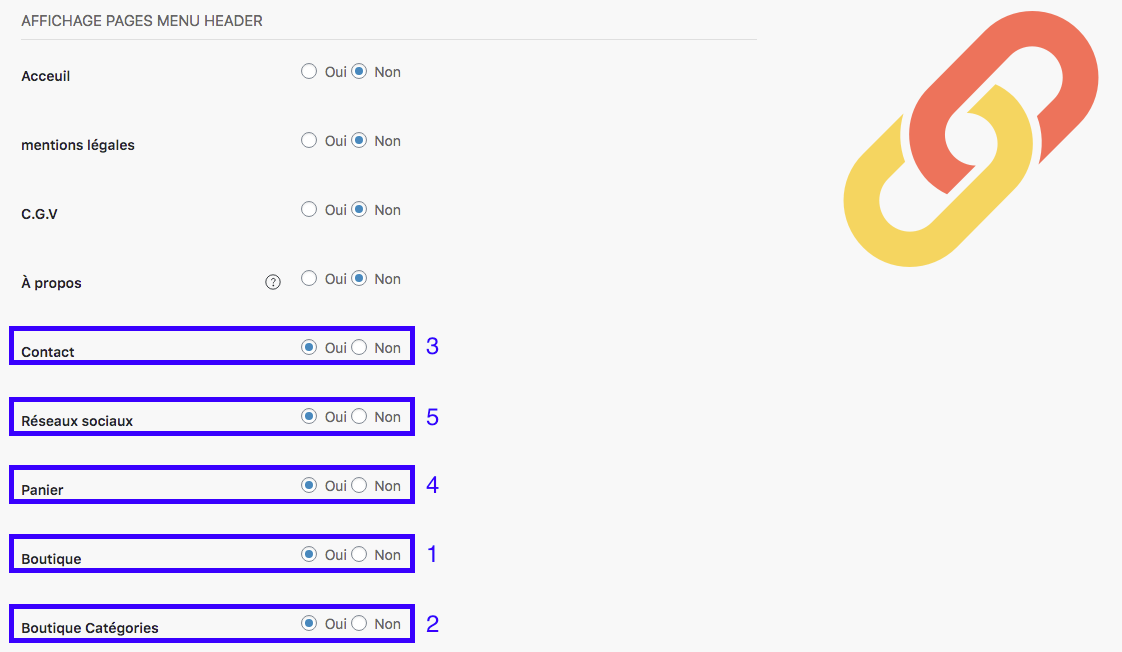 AFFICHAGE PAGES MENU HEADER
Acceuil Oui Non
mentions légales Oui Non
C.G.V Oui Non
À propos ? Oui Non
Contact Oui Non 3
Réseaux sociaux Oui Non 5
Panier Oui Non 4
Boutique Oui Non 1
Boutique Catégories Oui Non 2